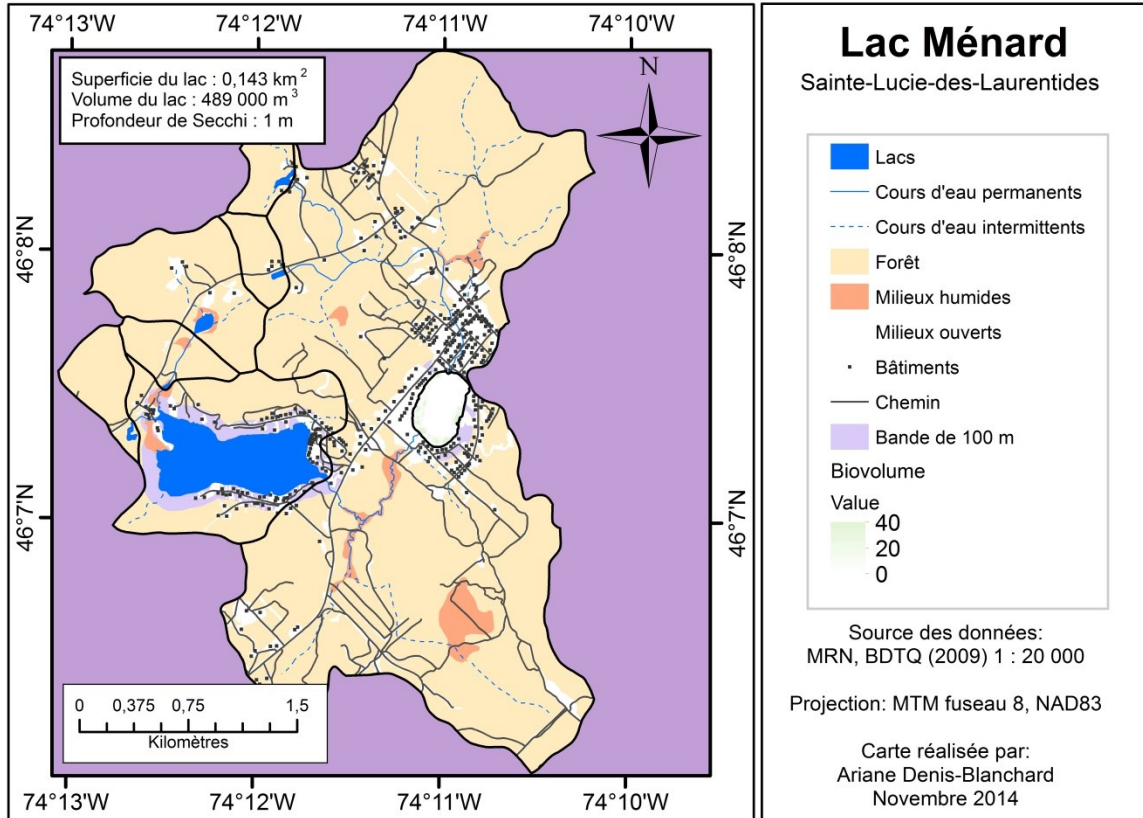 74°13'W 74°12'W 74°11'W 74°10'W
Superficie du lac : 0,143 km²
Volume du lac : 489 000 m³
Profondeur de Secchi : 1 m
N
46°8'N
46°8'N
46°7'N
46°7'N
0 0,375 0,75 1,5
Kilomètres
74°13'W 74°12'W 74°11'W 74°10'W
Lac Ménard
Sainte-Lucie-des-Laurentides
Lacs
Cours d'eau permanents
Cours d'eau intermittents
Forêt
Milieux humides
Milieux ouverts
Bâtiments
Chemin
Bande de 100 m
Biovolume
Value
40
20
0
Source des données:
MRN, BDTQ (2009) 1 : 20 000
Projection: MTM fuseau 8, NAD83
Carte réalisée par:
Ariane Denis-Blanchard
Novembre 2014